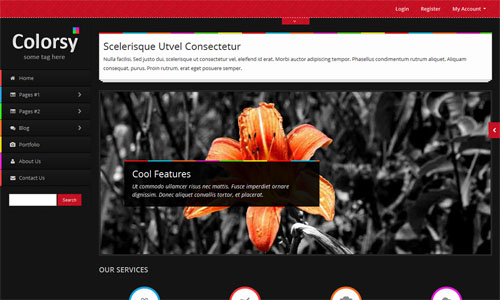 Login Register My Account
Colorsy
some tag here
Home
Pages #1
Pages #2
Blog
Portfolio
About Us
Contact Us
Search
Scelerisque Utvel Consectetur
Nulla facilisi. Sed justo dui, scelerisque ut consectetur vel, eleifend id erat. Morbi auctor adipiscing tempor. Phasellus condimentum rutrum aliquet. Aliquam
consequat, purus. Proin rutrum, erat eget posuere semper.
Cool Features
Ut commodo ullamcer risus nec mattis. Fusce imperdiet ornare
dignissim. Donec aliquet convallis tortor, et placerat.
OUR SERVICES